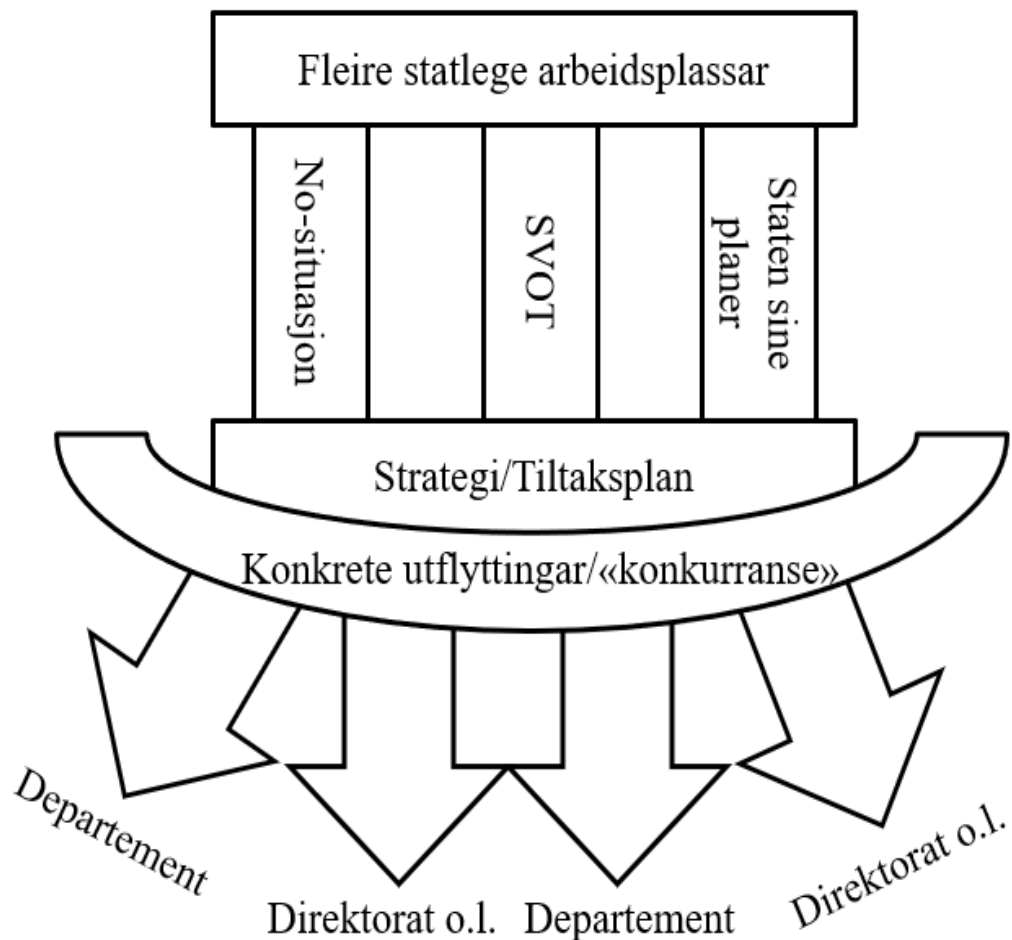 Fleire statlege arbeidsplassar
No-situasjon
SVOT
Staten sine
planer
Strategi/Tiltaksplan
Konkrete utflyttingar/«konkurranse»
Departement
Direktorat o.l.
Departement
Direktorat o.l.